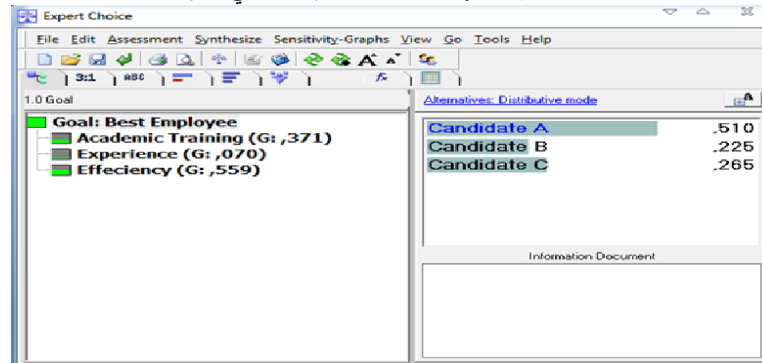 Expert Choice
File Edit Assessment Synthesize Sensitivity-Graphs View Go Tools Help
3:1 ABC
1.0 Goal
Alternatives: Distributive mode
Goal: Best Employee
Academic Training (G: ,371)
Experience (G: ,070)
Effeciency (G: ,559)
Candidate A ,510
Candidate B ,225
Candidate C ,265
Information Document